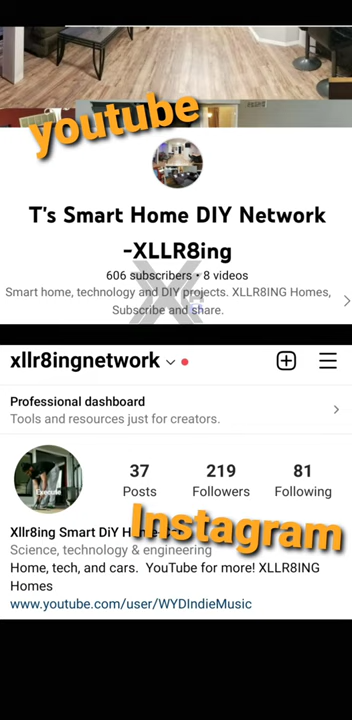 youtube
T's Smart Home DIY Network
-XLLR8ing
606 subscribers • 8 videos
Smart home, technology and DIY projects. XLLR8ING Homes,
Subscribe and share.
xllr8ingnetwork
Professional dashboard
Tools and resources just for creators.
37 219 81
Posts Followers Following
Execute
Xllr8ing Smart DiY
Instagram
Science, technology & engineering
Home, tech, and cars. YouTube for more! XLLR8ING
Homes
www.youtube.com/user/WYDIndieMusic